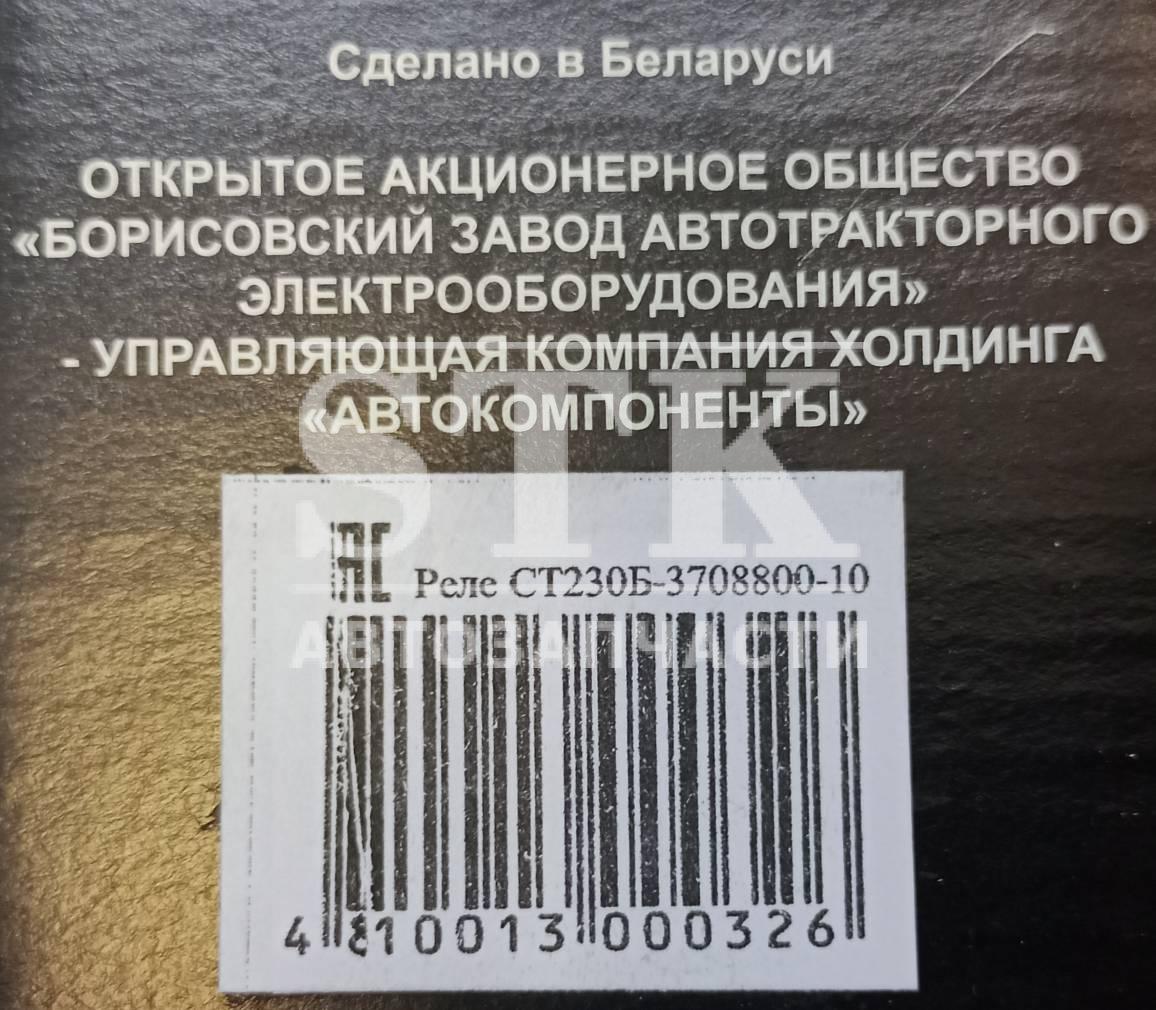 Сделано в Беларуси
ОТКРЫТОЕ АКЦИОНЕРНОЕ ОБЩЕСТВО
«БОРИСОВСКИЙ ЗАВОД АВТОТРАКТОРНОГО
ЭЛЕКТРООБОРУДОВАНИЯ»
- УПРАВЛЯЮЩАЯ КОМПАНИЯ ХОЛДИНГА
«АВТОКОМПОНЕНТЫ»
STK
EAC Реле СТ230Б-3708800-10
АВТОЗАПЧАСТИ
4 810013 000326